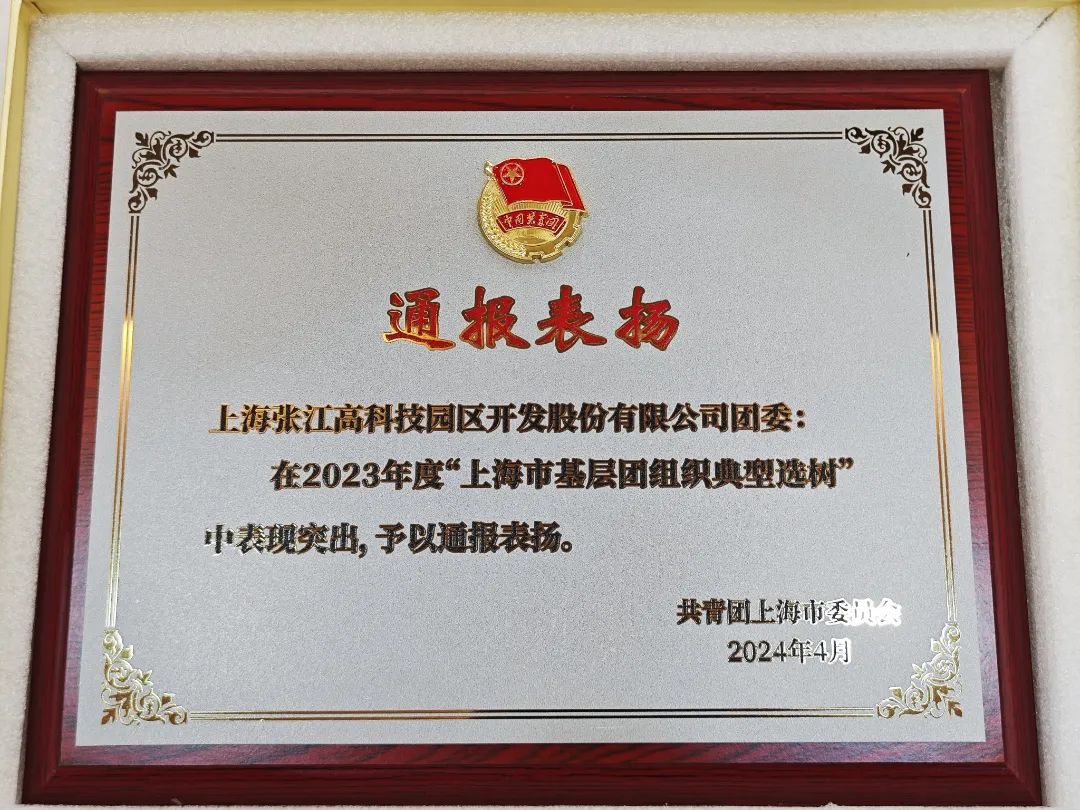 中国共青团
通报表扬
上海张江高科技园区开发股份有限公司团委：
在2023年度“上海市基层团组织典型选树”
中表现突出，予以通报表扬。
共青团上海市委员会
2024年4月